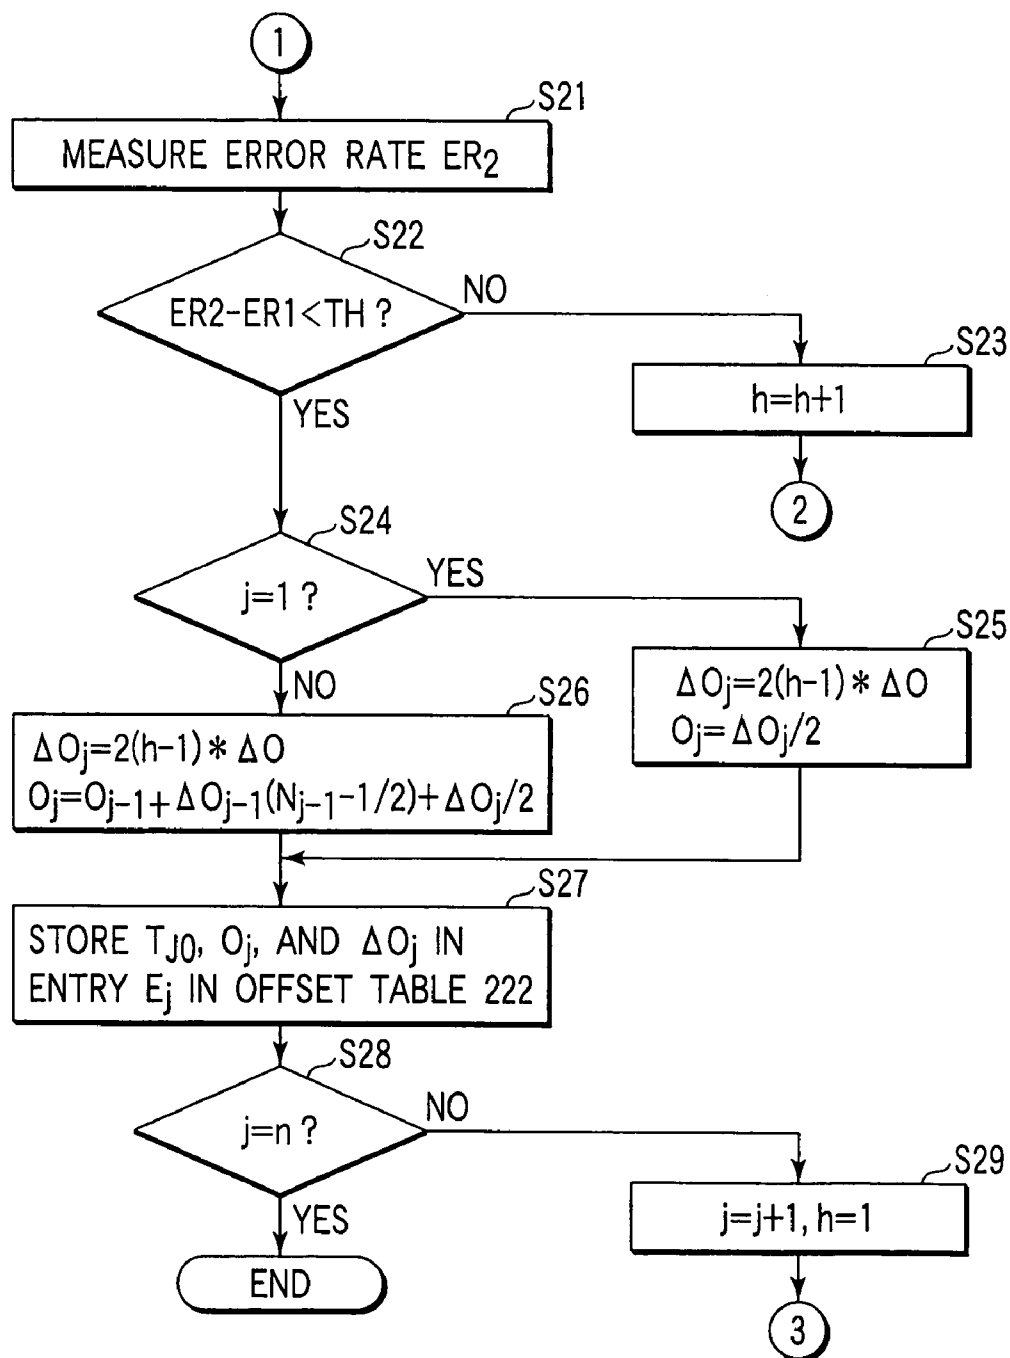 1
S21
MEASURE ERROR RATE ER2
S22
ER2-ER1<TH ?
NO
YES
S23
h=h+1
2
S24
j=1 ?
YES
NO
S25
ΔOj=2(h-1)* ΔO
Oj=ΔOj/2
S26
ΔOj=2(h-1)* ΔO
Oj=Oj-1+ΔOj-1(Nj-1-1/2)+ΔOj/2
S27
STORE TJ0, Oj, AND ΔOj IN
ENTRY Ej IN OFFSET TABLE 222
S28
j=n ?
NO
YES
S29
j=j+1, h=1
END
3